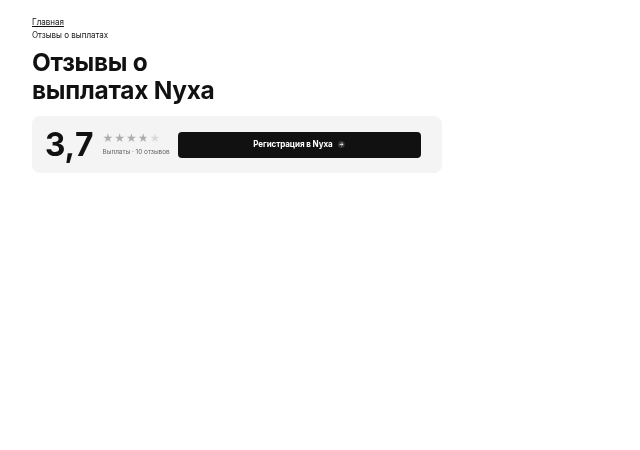 Главная
Отзывы о выплатах
Отзывы о
выплатах Nyxa
3,7
Выплаты · 10 отзывов
Регистрация в Nyxa